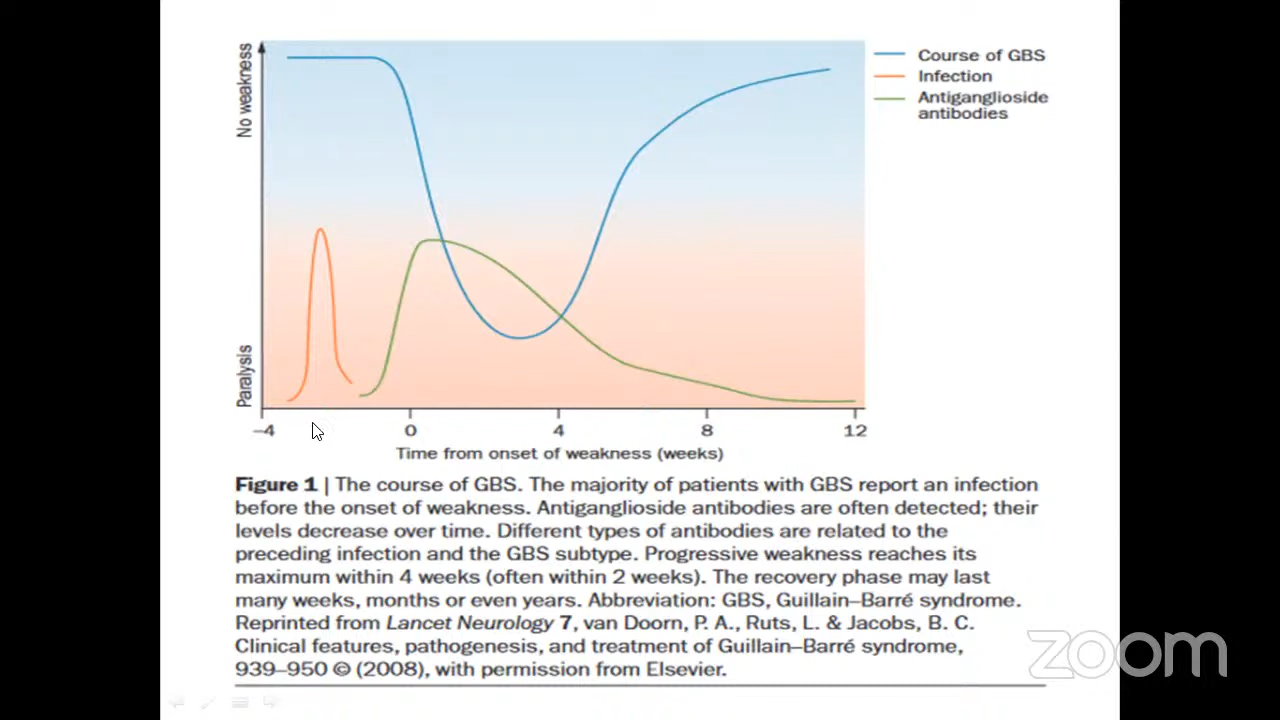 No weakness
Paralysis
Course of GBS
Infection
Antiganglioside
antibodies
–4 0 4 8 12
Time from onset of weakness (weeks)
Figure 1 | The course of GBS. The majority of patients with GBS report an infection
before the onset of weakness. Antiganglioside antibodies are often detected; their
levels decrease over time. Different types of antibodies are related to the
preceding infection and the GBS subtype. Progressive weakness reaches its
maximum within 4 weeks (often within 2 weeks). The recovery phase may last
many weeks, months or even years. Abbreviation: GBS, Guillain–Barré syndrome.
Reprinted from Lancet Neurology 7, van Doorn, P. A., Ruts, L. & Jacobs, B. C.
Clinical features, pathogenesis, and treatment of Guillain–Barré syndrome,
939–950 © (2008), with permission from Elsevier.
zoom